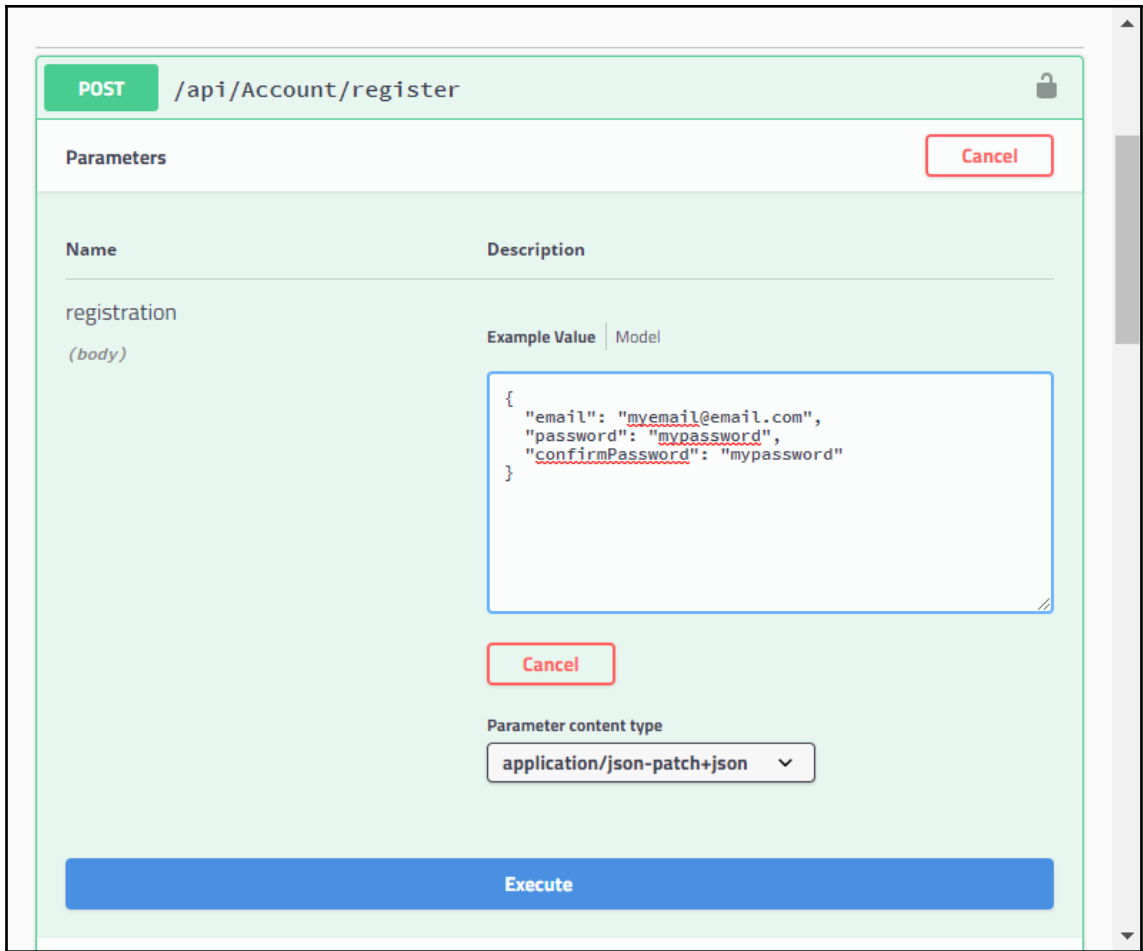 POST /api/Account/register
Parameters
Cancel
Name Description
registration
(body)
Example Value Model
{
"email": "myemail@email.com",
"password": "mypassword",
"confirmPassword": "mypassword"
}
Cancel
Parameter content type
application/json-patch+json
Execute